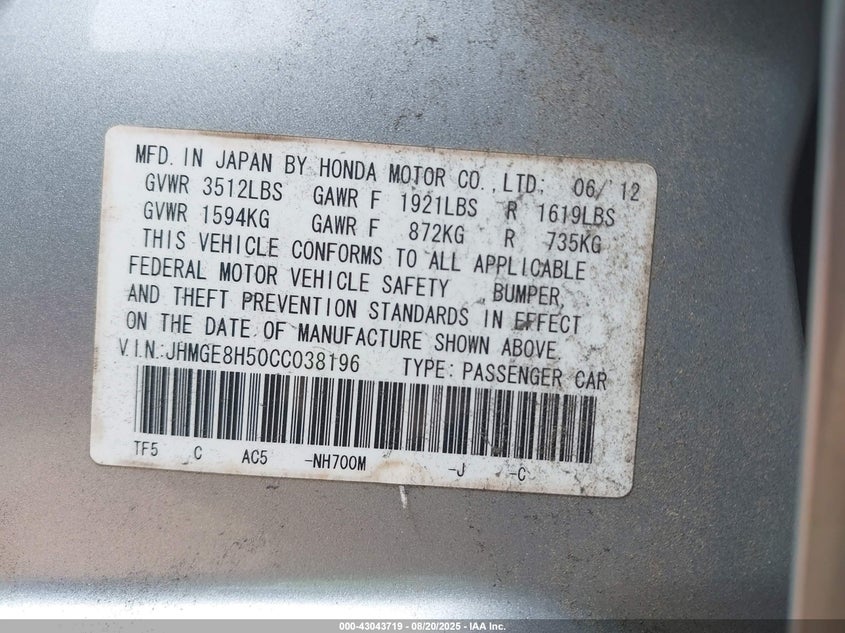 MFD. IN JAPAN BY HONDA MOTOR CO.,LTD; 06/ 12
GVWR 3512LBS GAWR F 1921LBS R 1619LBS
GVWR 1594KG GAWR F 872KG R 735KG
THIS VEHICLE CONFORMS TO ALL APPLICABLE
FEDERAL MOTOR VEHICLE SAFETY ,BUMPER,
AND THEFT PREVENTION STANDARDS IN EFFECT
ON THE DATE OF MANUFACTURE SHOWN ABOVE.
V.I.N:JHMGE8H50CC038196 TYPE: PASSENGER CAR
TF5 C AC5 -NH700M -J -C
000-43043719 | 08/20/2025 - IAA Inc.